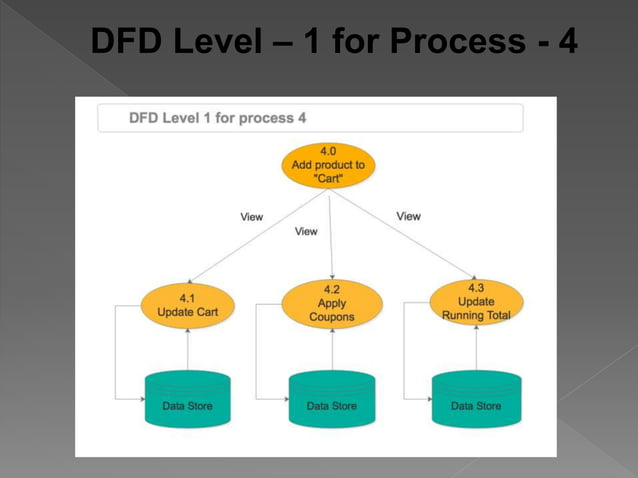 DFD Level – 1 for Process - 4
DFD Level 1 for process 4
4.0
Add product to
"Cart"
View
View
View
4.1
Update Cart
4.2
Apply
Coupons
4.3
Update
Running Total
Data Store
Data Store
Data Store